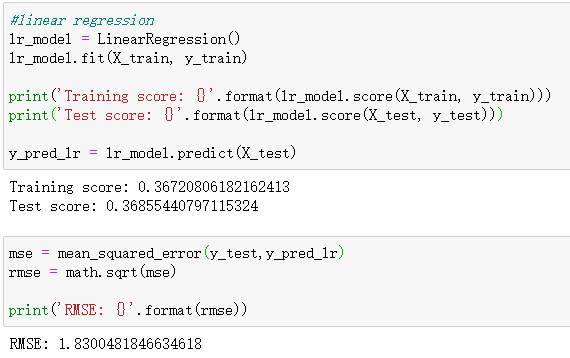 #linear regression
lr_model = LinearRegression()
lr_model.fit(X_train, y_train)
print('Training score: {}'.format(lr_model.score(X_train, y_train)))
print('Test score: {}'.format(lr_model.score(X_test, y_test)))
y_pred_lr = lr_model.predict(X_test)
Training score: 0.36720806182162413
Test score: 0.36855440797115324
mse = mean_squared_error(y_test,y_pred_lr)
rmse = math.sqrt(mse)
print('RMSE: {}'.format(rmse))
RMSE: 1.8300481846634618